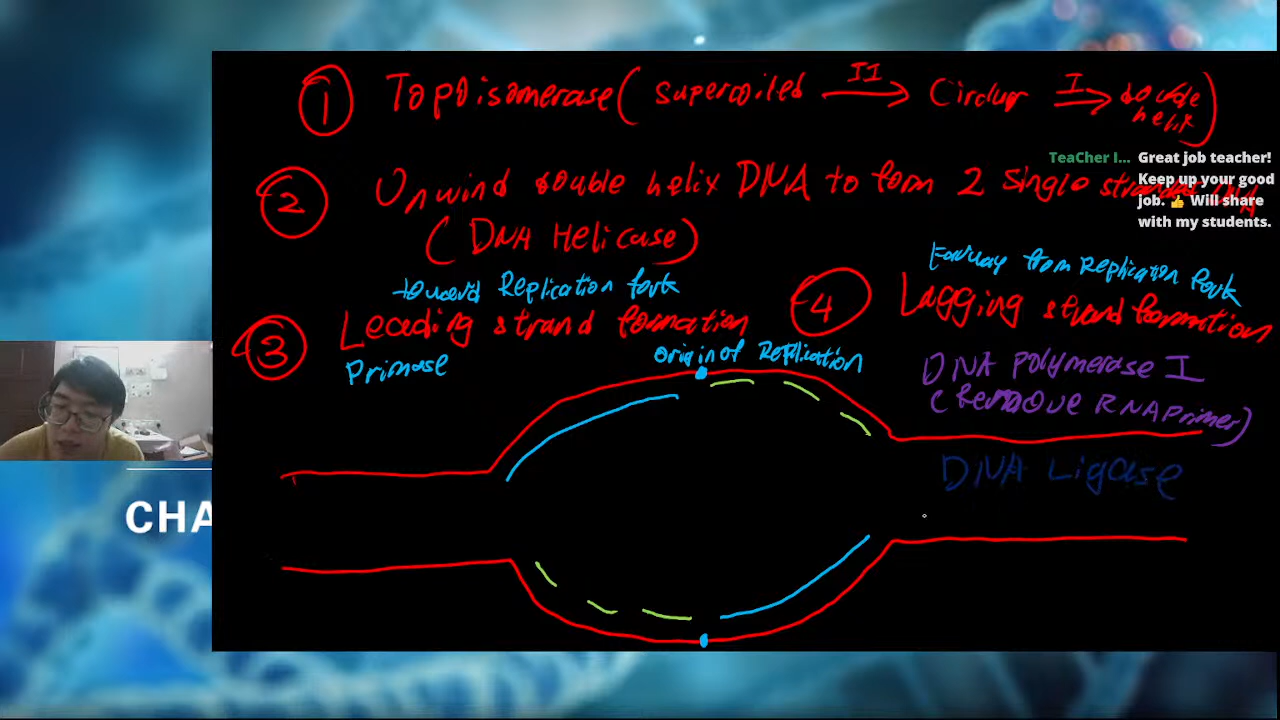 1 Topoisomerase (supercoiled II → Circluar I → double helix)
2 Unwind double helix DNA to form 2 single stranded DNA
(DNA Helicase)
TeaCher I... Great job teacher!
Keep up your good
job. 👍 Will share
with my students.
toward Replication fork
3 Leading strand formation
Primase
Origin of Replication
from Replication fork
4 Lagging strand formation
DNA Polymerase I
(Remove RNA Primer)
DNA Ligase
CHA